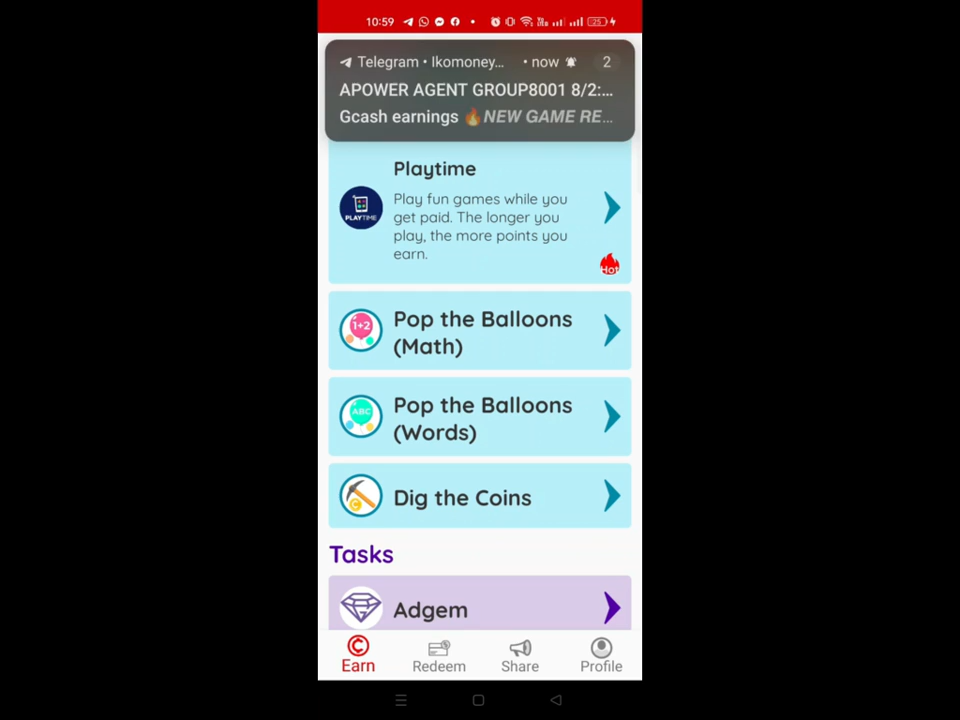 10:59
25
Telegram • Ikomoney... • now 2
APOWER AGENT GROUP8001 8/2:...
Gcash earnings 🔥NEW GAME RE...
Playtime
PLAYTIME
Play fun games while you
get paid. The longer you
play, the more points you
earn.
Hot
1+2
Pop the Balloons
(Math)
ABC
Pop the Balloons
(Words)
C
Dig the Coins
Tasks
Adgem
Earn
Redeem
Share
Profile